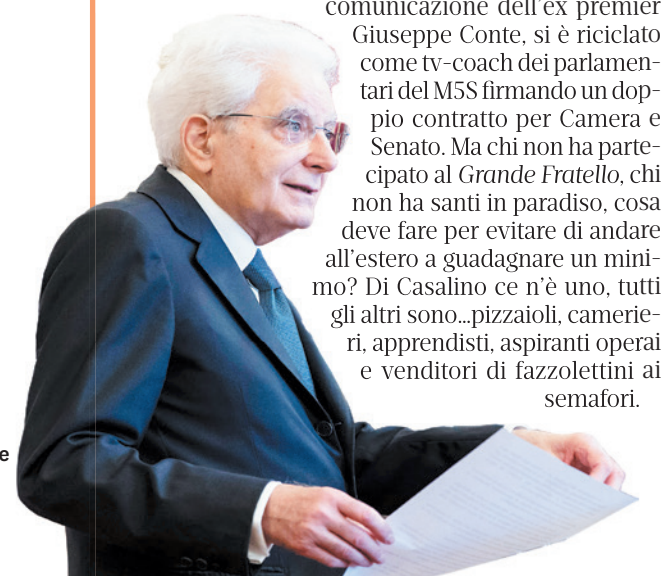 comunicazione dell'ex premier
Giuseppe Conte, si è riciclato
come tv-coach dei parlamen-
tari del M5S firmando un dop-
pio contratto per Camera e
Senato. Ma chi non ha parte-
cipato al Grande Fratello, chi
non ha santi in paradiso, cosa
deve fare per evitare di andare
all'estero a guadagnare un mini-
mo? Di Casalino ce n'è uno, tutti
gli altri sono...pizzaioli, camerie-
ri, apprendisti, aspiranti operai
e venditori di fazzolettini ai
semafori.
e